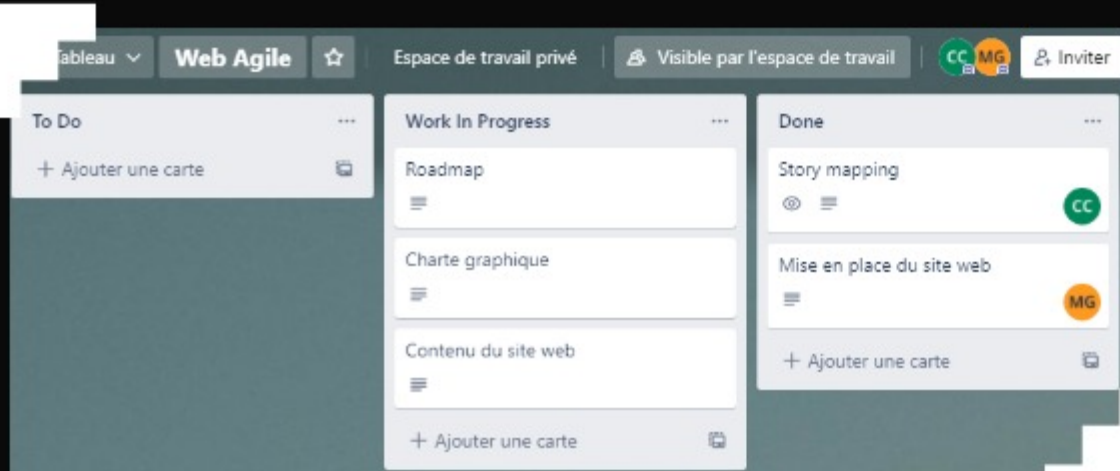 Tableau Web Agile Espace de travail privé Visible par l'espace de travail CC MG Inviter
To Do
Ajouter une carte
Work In Progress
Roadmap
Charte graphique
Contenu du site web
Ajouter une carte
Done
Story mapping
CC
Mise en place du site web
MG
Ajouter une carte